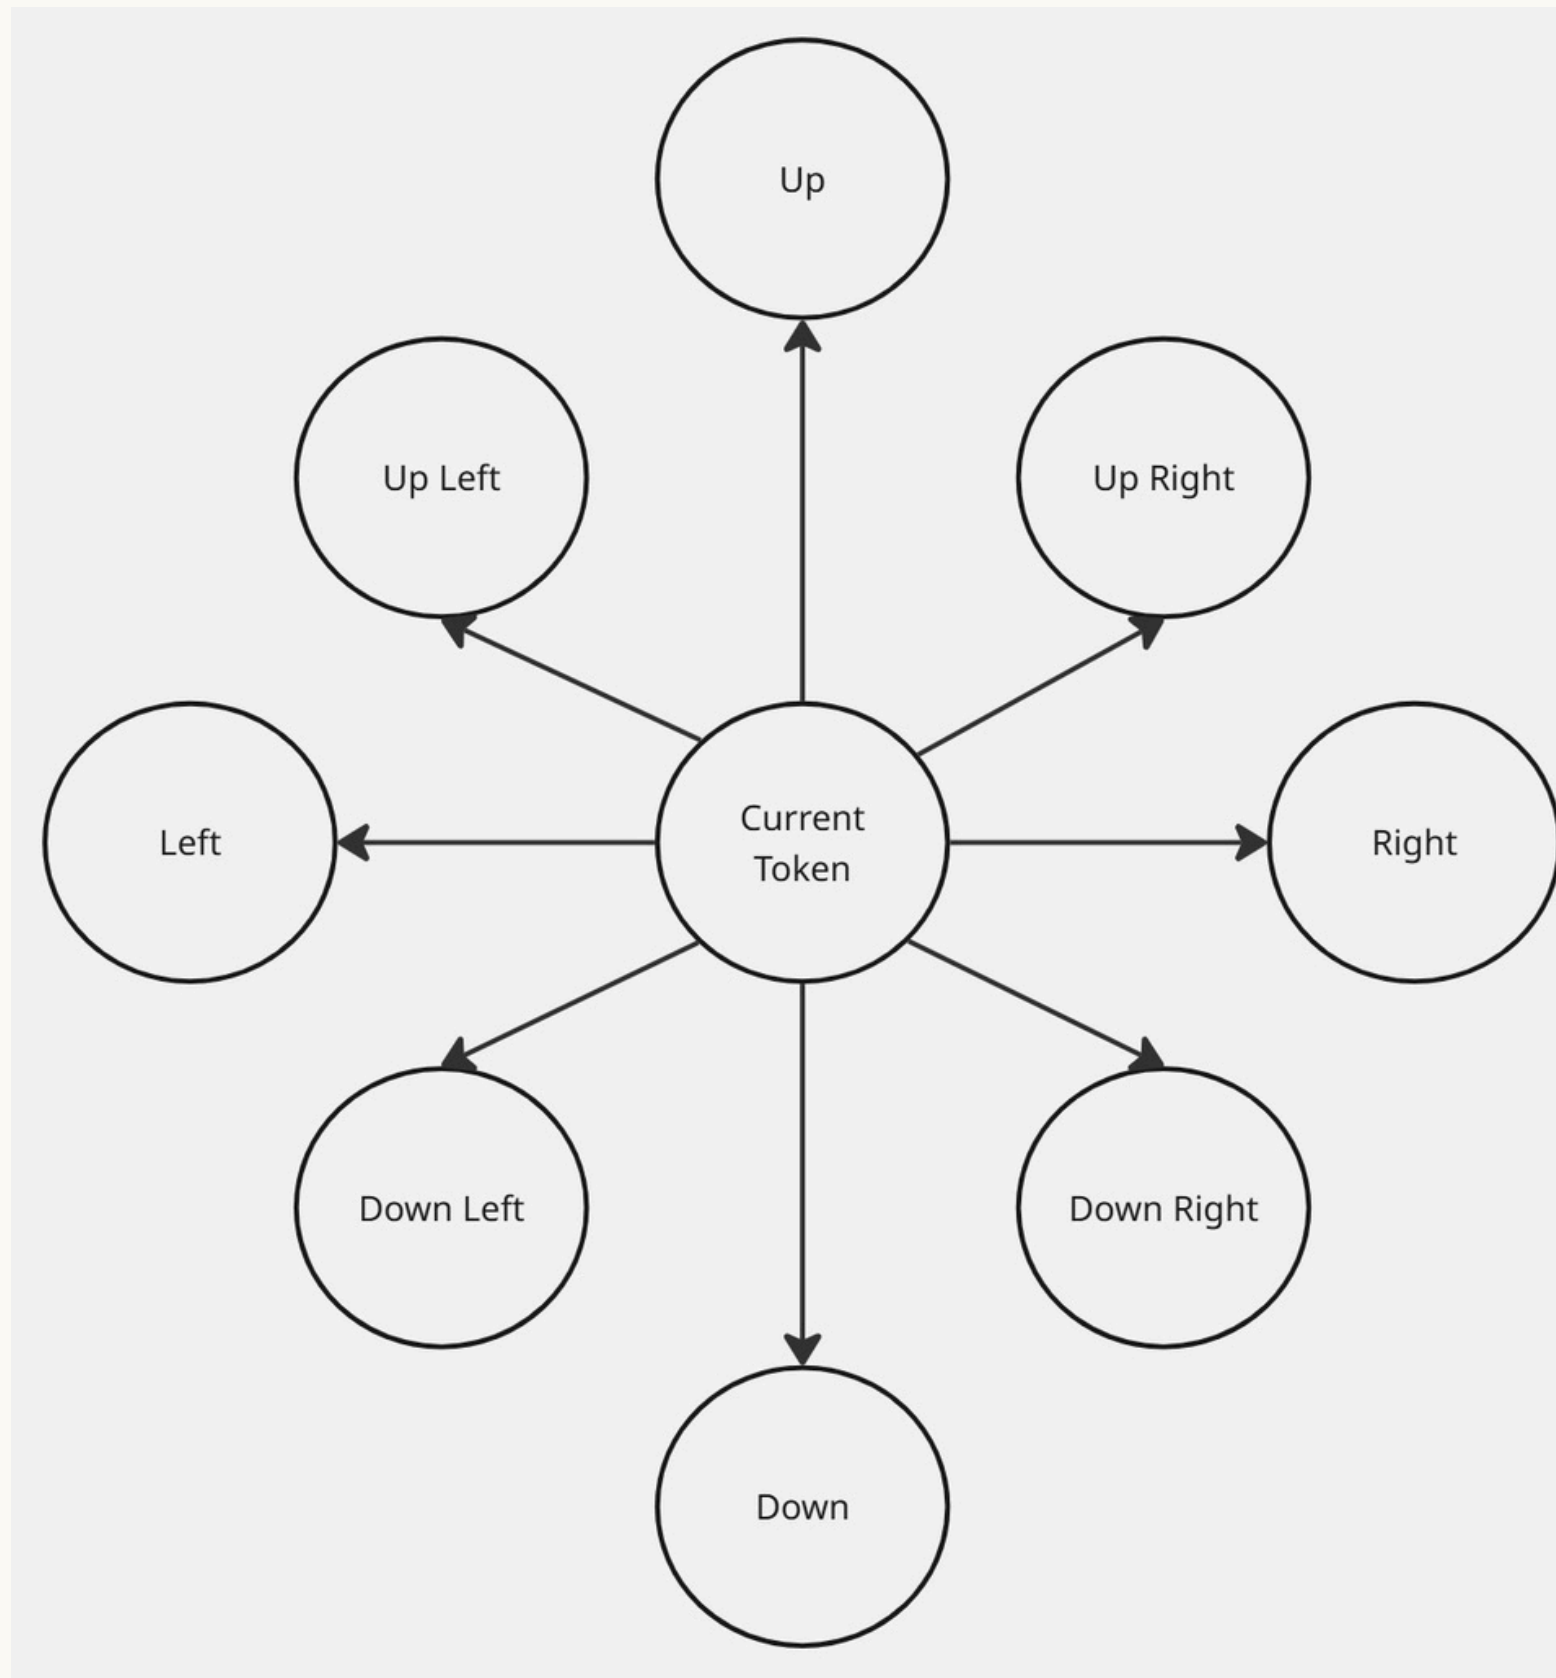 Up
Up Left
Up Right
Left
Current
Token
Right
Down Left
Down Right
Down